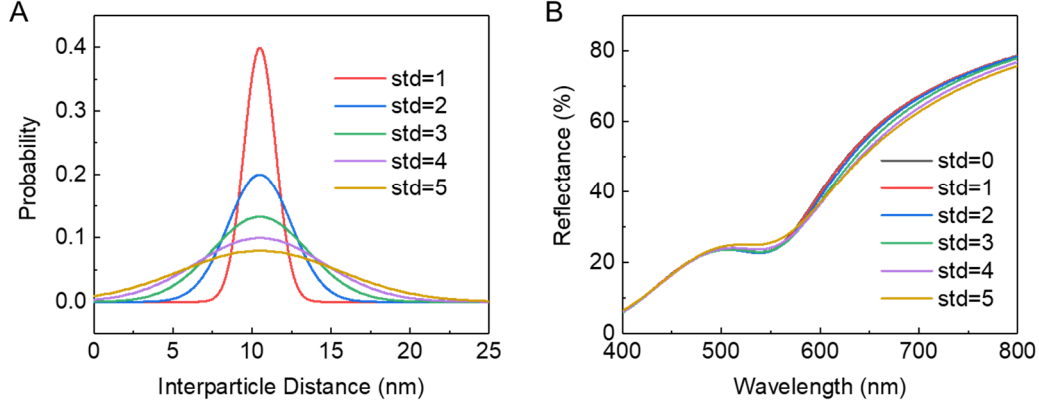 A
Probability
0.4
0.3
0.2
0.1
0.0
std=1
std=2
std=3
std=4
std=5
0 5 10 15 20 25
Interparticle Distance (nm)
B
Reflectance (%)
80
60
40
20
0
std=0
std=1
std=2
std=3
std=4
std=5
400 500 600 700 800
Wavelength (nm)